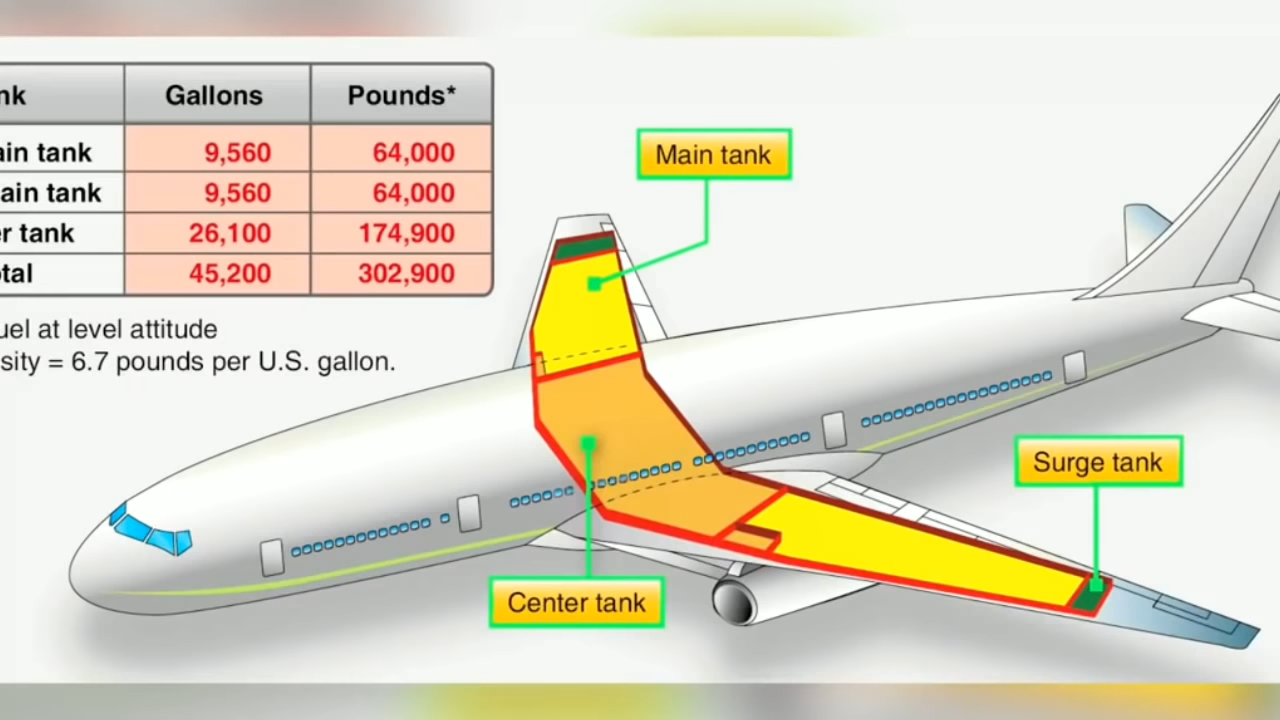 nk Gallons Pounds*
ain tank 9,560 64,000
ain tank 9,560 64,000
r tank 26,100 174,900
tal 45,200 302,900
uel at level attitude
sity = 6.7 pounds per U.S. gallon.
Main tank
Surge tank
Center tank